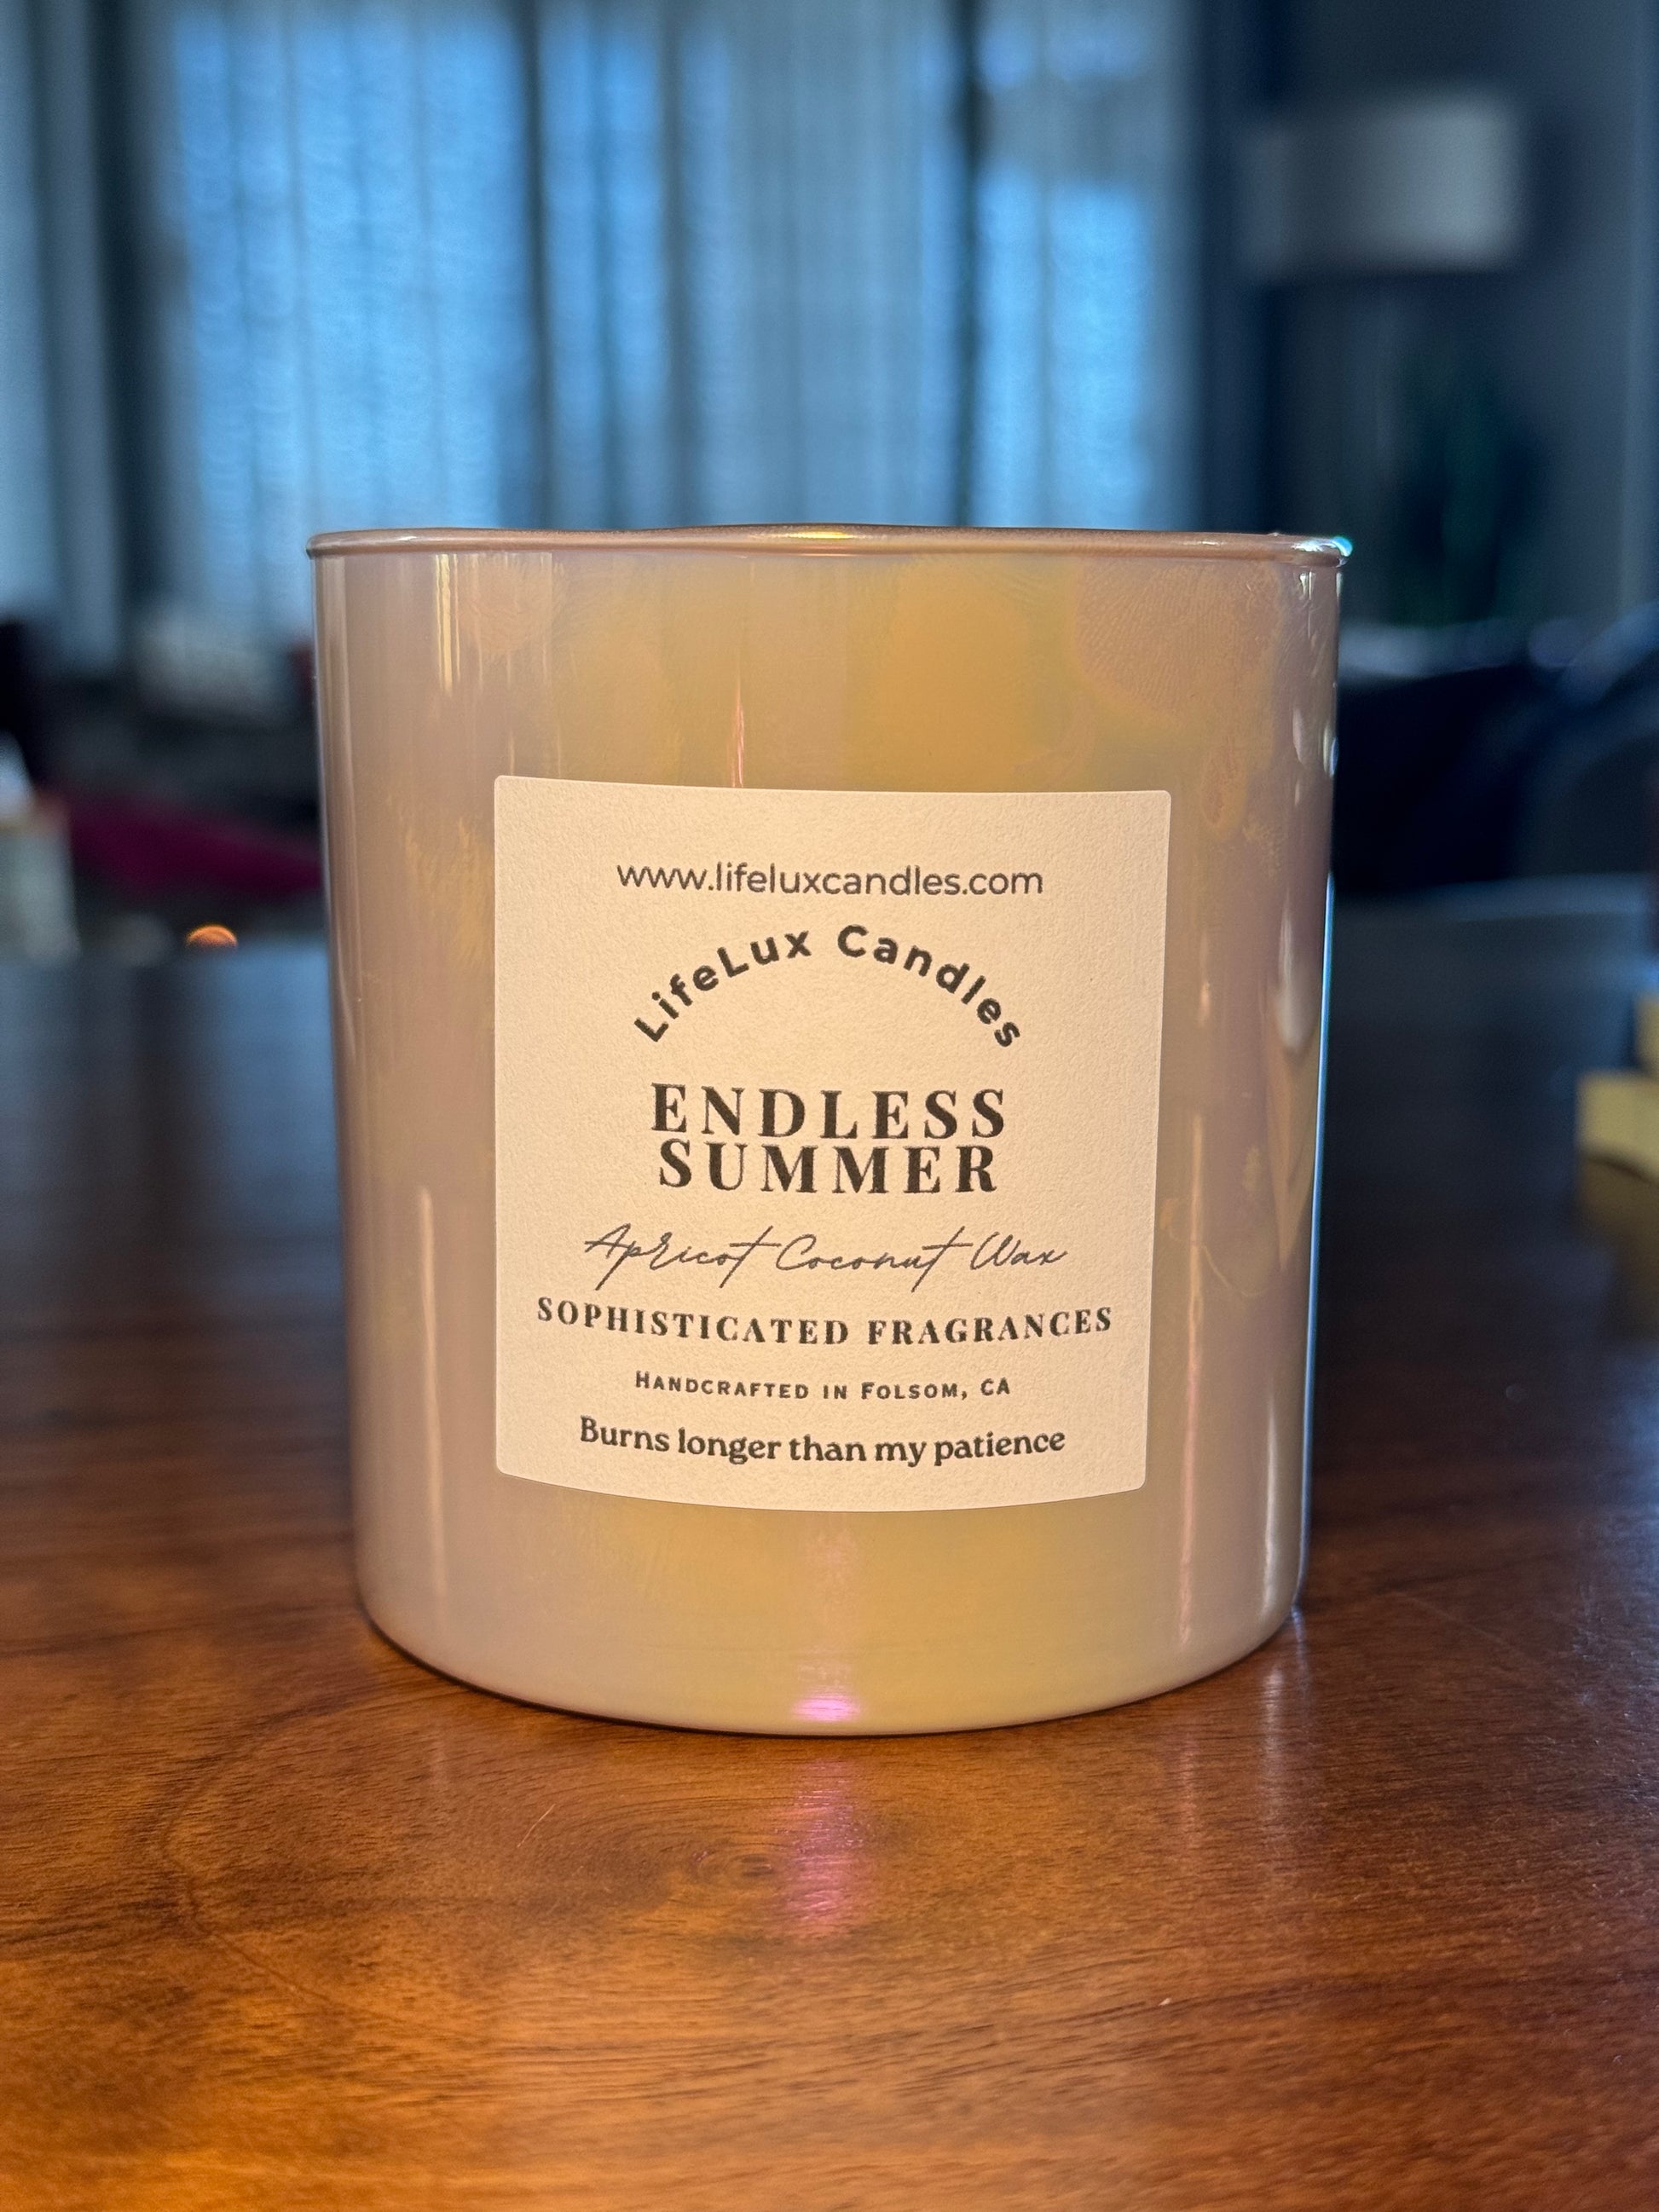 www.lifeluxcandles.com
LifeLux Candles
ENDLESS
SUMMER
Apricot Coconut Wax
SOPHISTICATED FRAGRANCES
HANDCRAFTED IN FOLSOM, CA
Burns longer than my patience